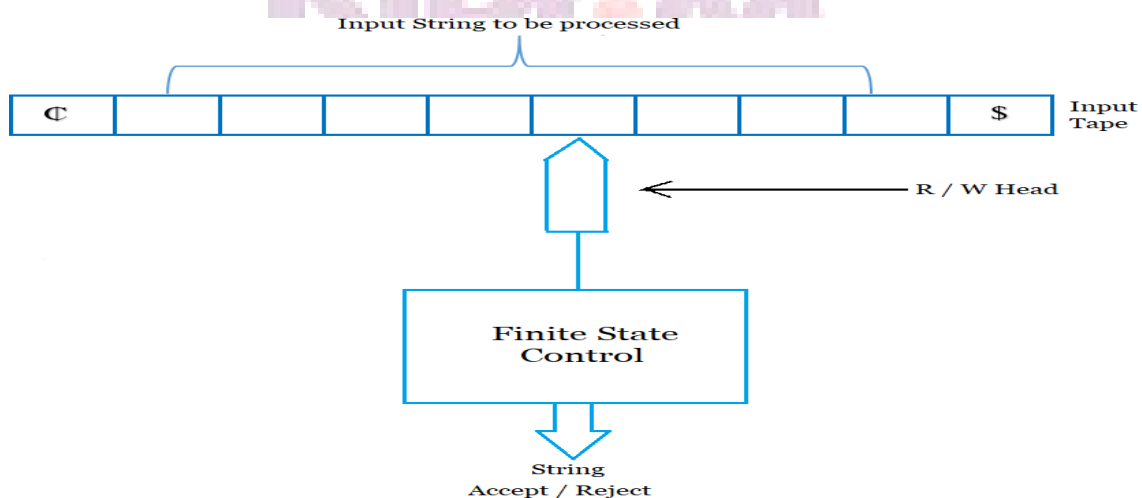 Input String to be processed
₵
$
Input
Tape
R / W Head
Finite State
Control
String
Accept / Reject